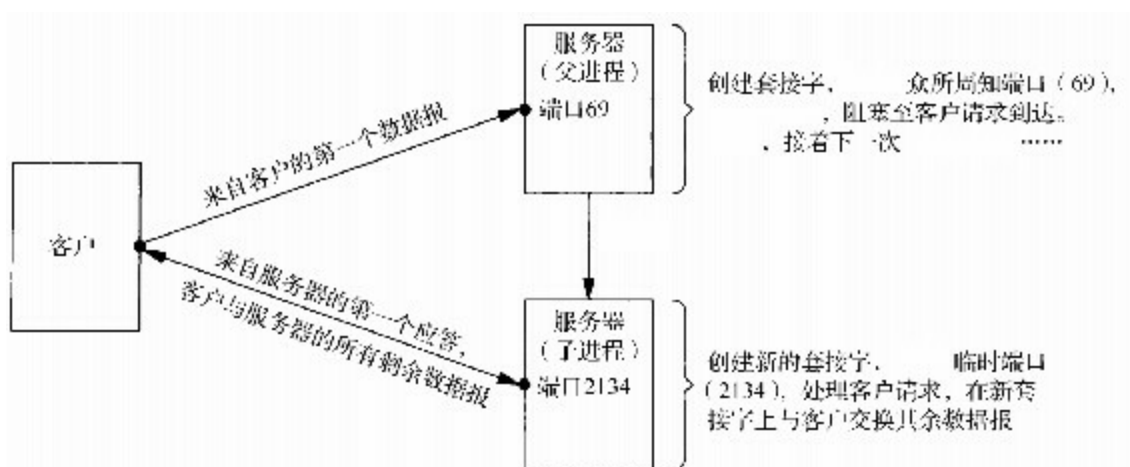 服务器
（父进程）
端口69
创建套接字， 众所周知端口（69），
，阻塞至客户请求到达。
，接着下一次 ……
来自客户的第一个数据报
客户
来自服务器的第一个应答，
客户与服务器的所有剩余数据报
服务器
（子进程）
端口2134
创建新的套接字， 临时端口
（2134），处理客户请求，在新套
接字上与客户交换其余数据报